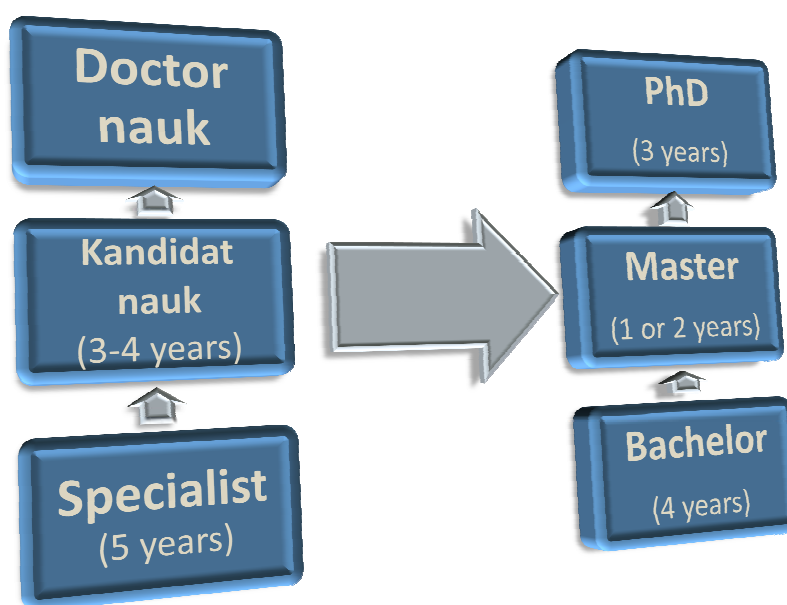 Doctor
nauk
Kandidat
nauk
(3-4 years)
Specialist
(5 years)
PhD
(3 years)
Master
(1 or 2 years)
Bachelor
(4 years)